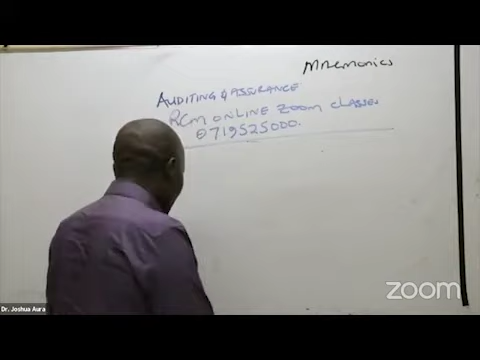 Mnemonics
AUDITING & ASSURANCE
RCM ONLINE ZOOM CLASSES
0719525000.
zoom
Dr. Joshua Aura